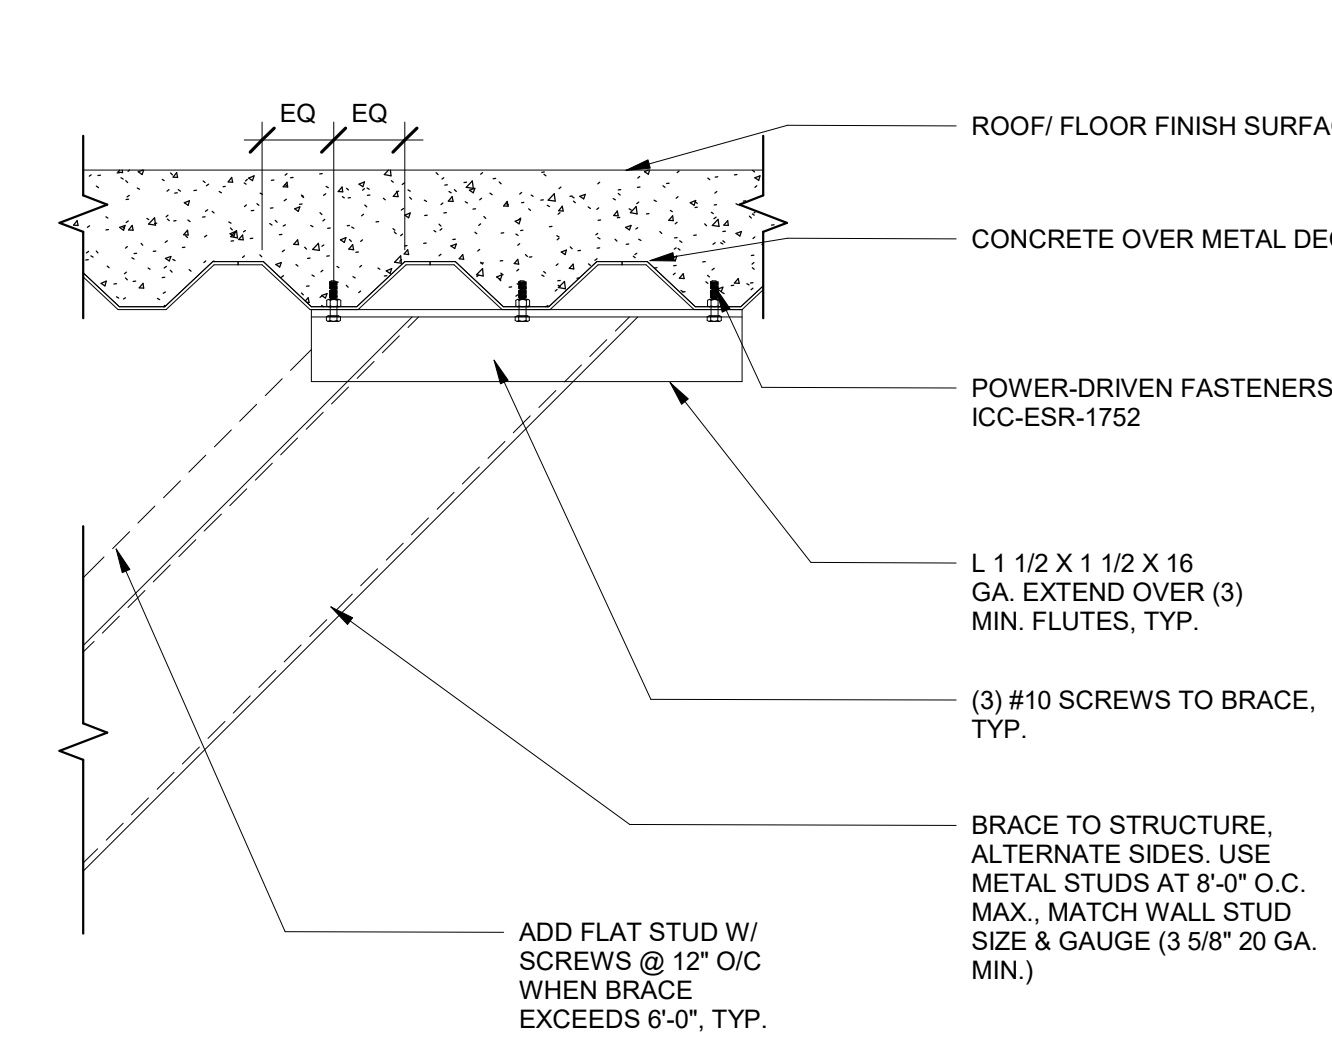 EQ EQ
ROOF/ FLOOR FINISH
CONCRETE OVER METAL
POWER-DRIVEN FASTENERS
ICC-ESR-1752
L 1 1/2 X 1 1/2 X 16
GA. EXTEND OVER (3)
MIN. FLUTES, TYP.
(3) #10 SCREWS TO BRACE,
TYP.
BRACE TO STRUCTURE,
ALTERNATE SIDES. USE
METAL STUDS AT 8'-0" O.C.
MAX., MATCH WALL STUD
SIZE & GAUGE (3 5/8" 20 GA.
MIN.)
ADD FLAT STUD W/
SCREWS @ 12" O/C
WHEN BRACE
EXCEEDS 6'-0", TYP.